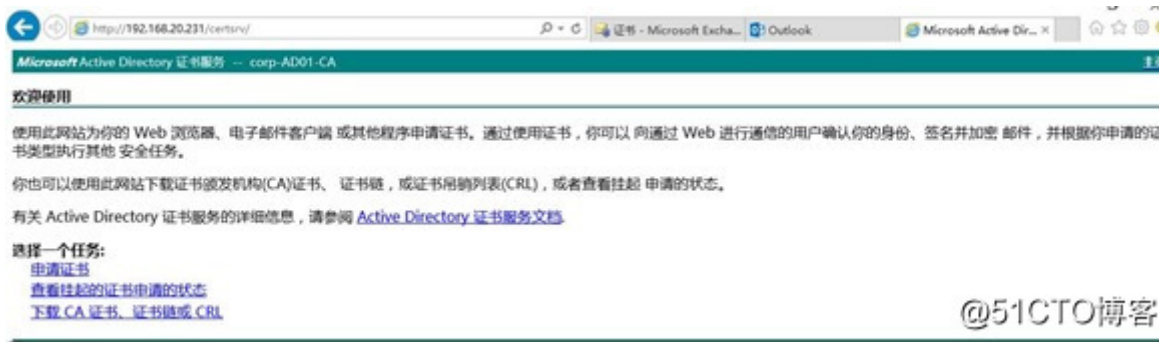 http://192.168.20.231/certsrv/ 证书 - Microsoft Excha... Outlook Microsoft Active Dir...
Microsoft Active Directory 证书服务 -- corp-AD01-CA
欢迎使用
使用此网站为你的 Web 浏览器、电子邮件客户端 或其他程序申请证书。通过使用证书，你可以 向通过 Web 进行通信的用户确认你的身份、签名并加密 邮件，并根据你申请的证
书类型执行其他 安全任务。
你也可以使用此网站下载证书颁发机构(CA)证书、 证书链，或证书吊销列表(CRL)，或者查看挂起 申请的状态。
有关 Active Directory 证书服务的详细信息，请参阅 Active Directory 证书服务文档.
选择一个任务:
申请证书
查看挂起的证书申请的状态
下载 CA 证书、证书链或 CRL
@51CTO博客